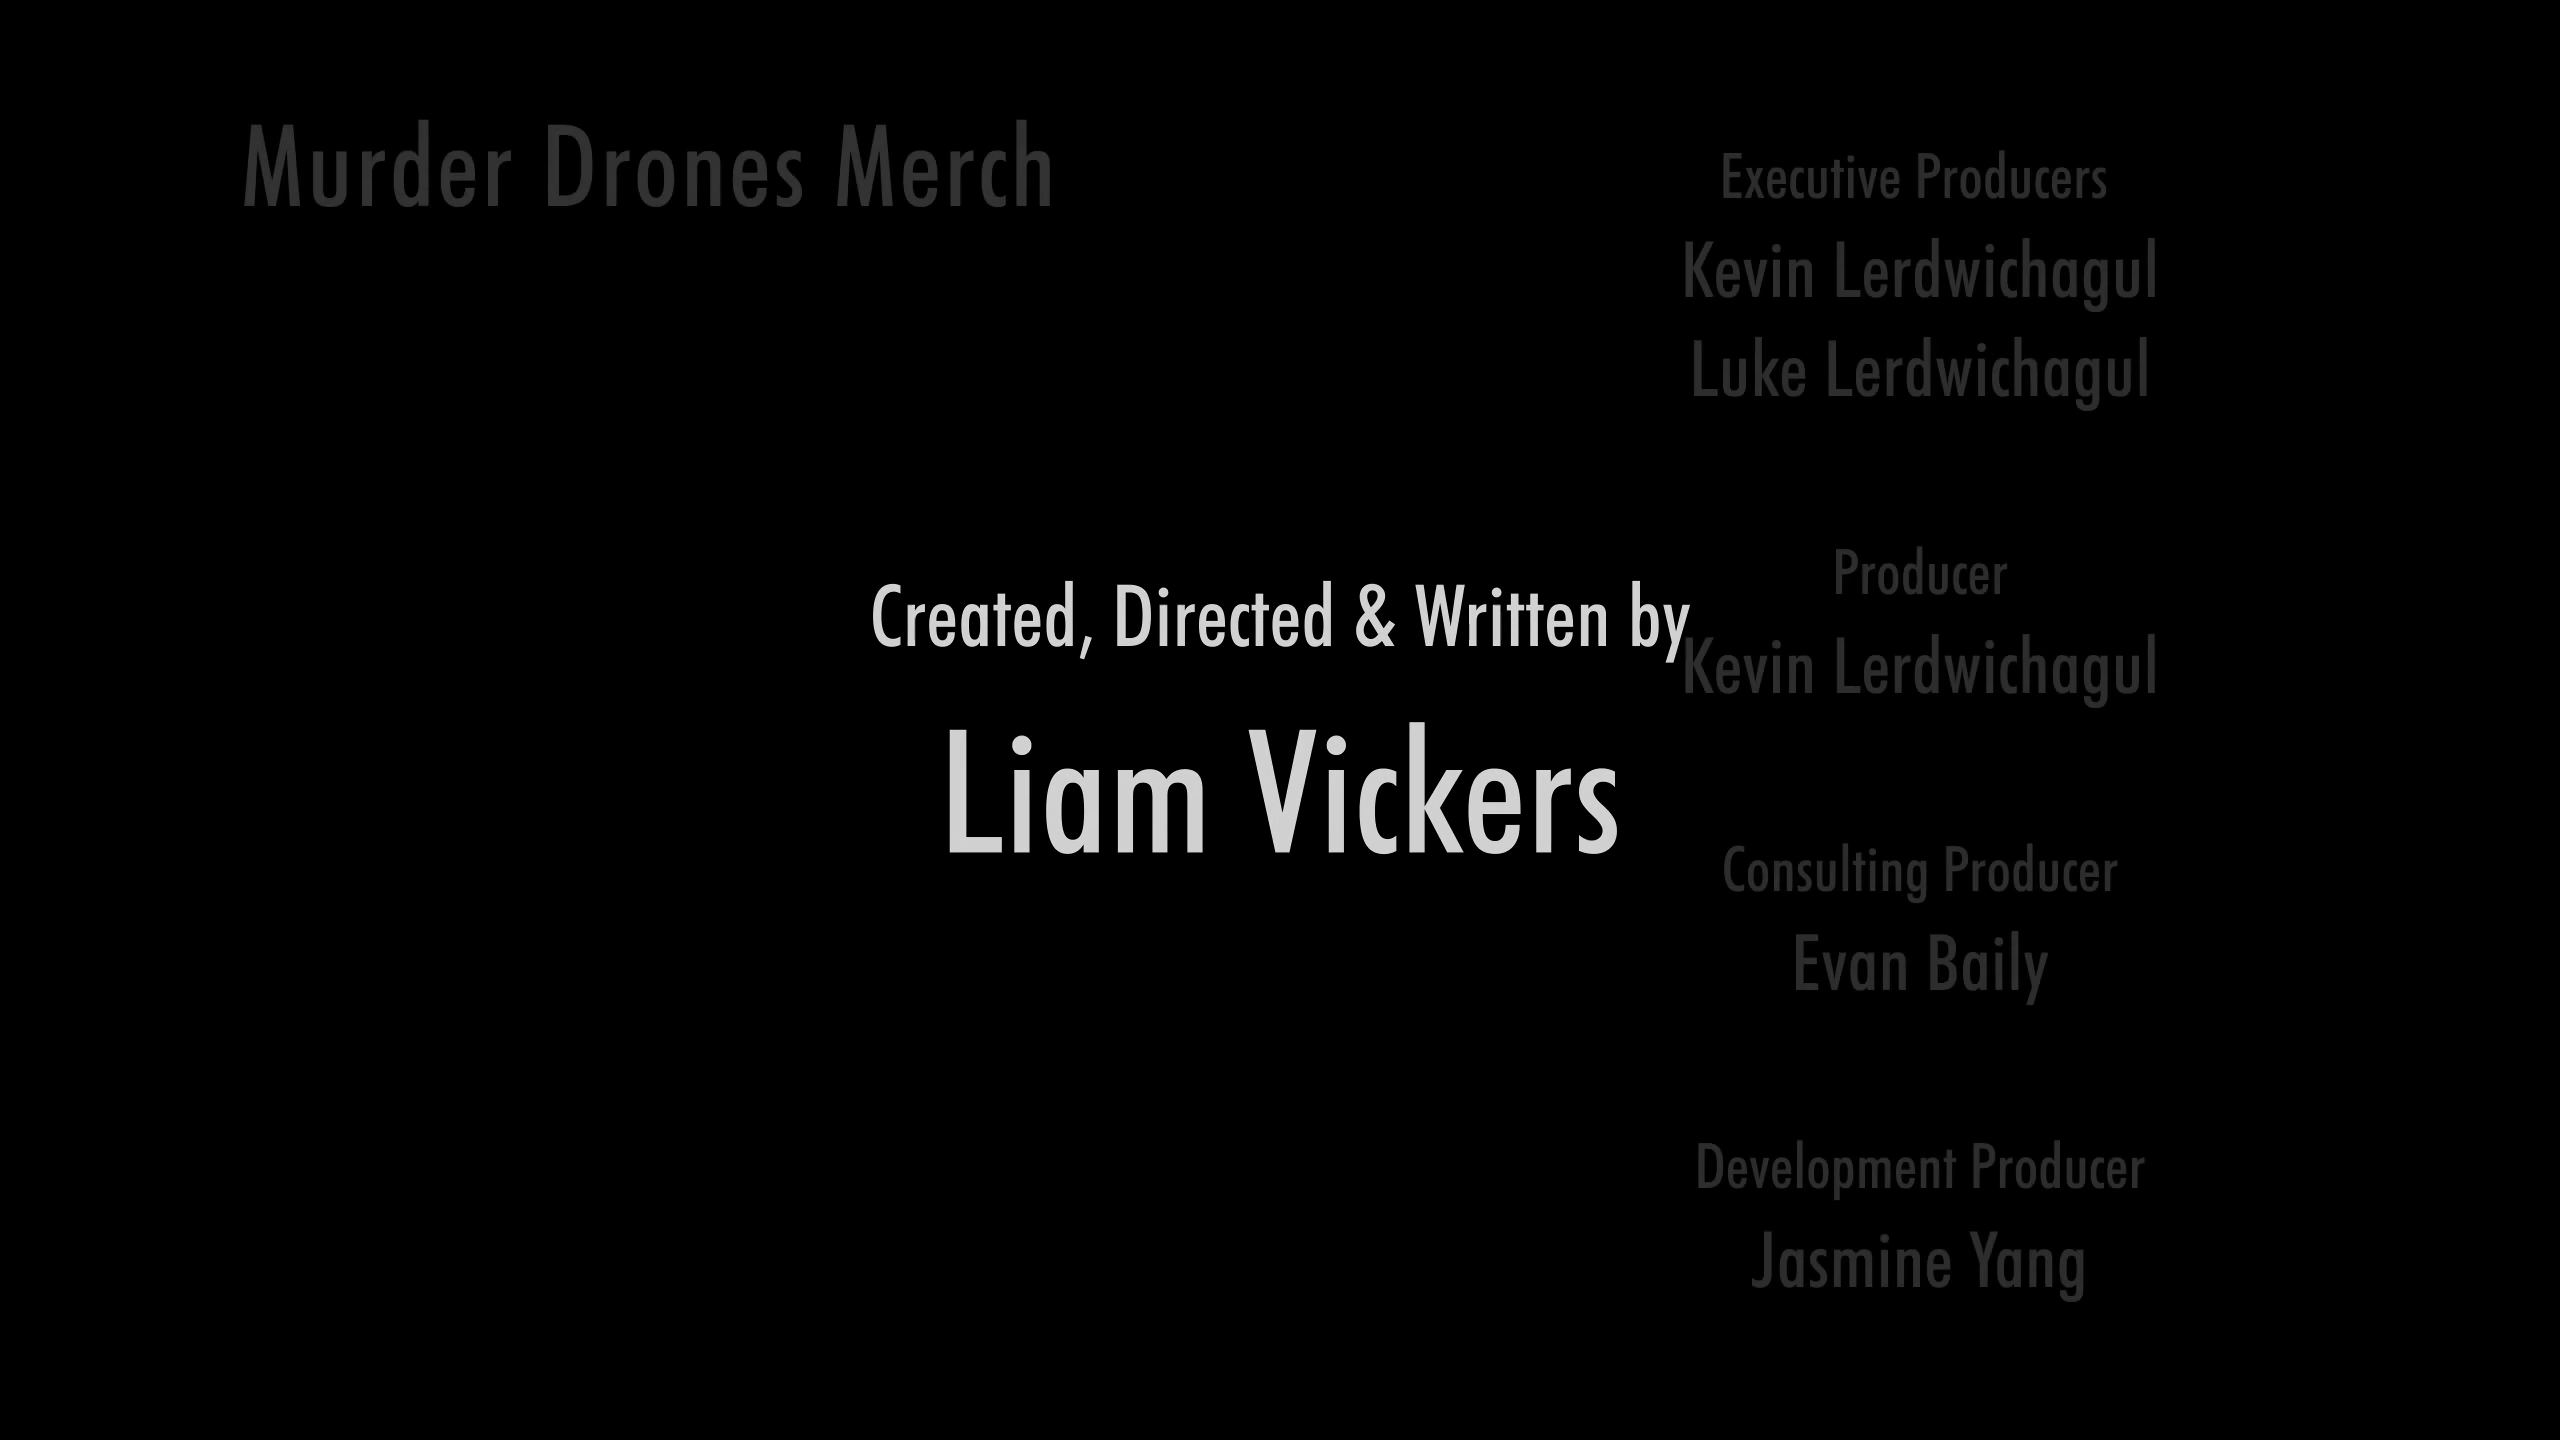 Murder Drones Merch
Created, Directed & Written by
Liam Vickers
Executive Producers
Kevin Lerdwichagul
Luke Lerdwichagul
Producer
Kevin Lerdwichagul
Consulting Producer
Evan Baily
Development Producer
Jasmine Yang